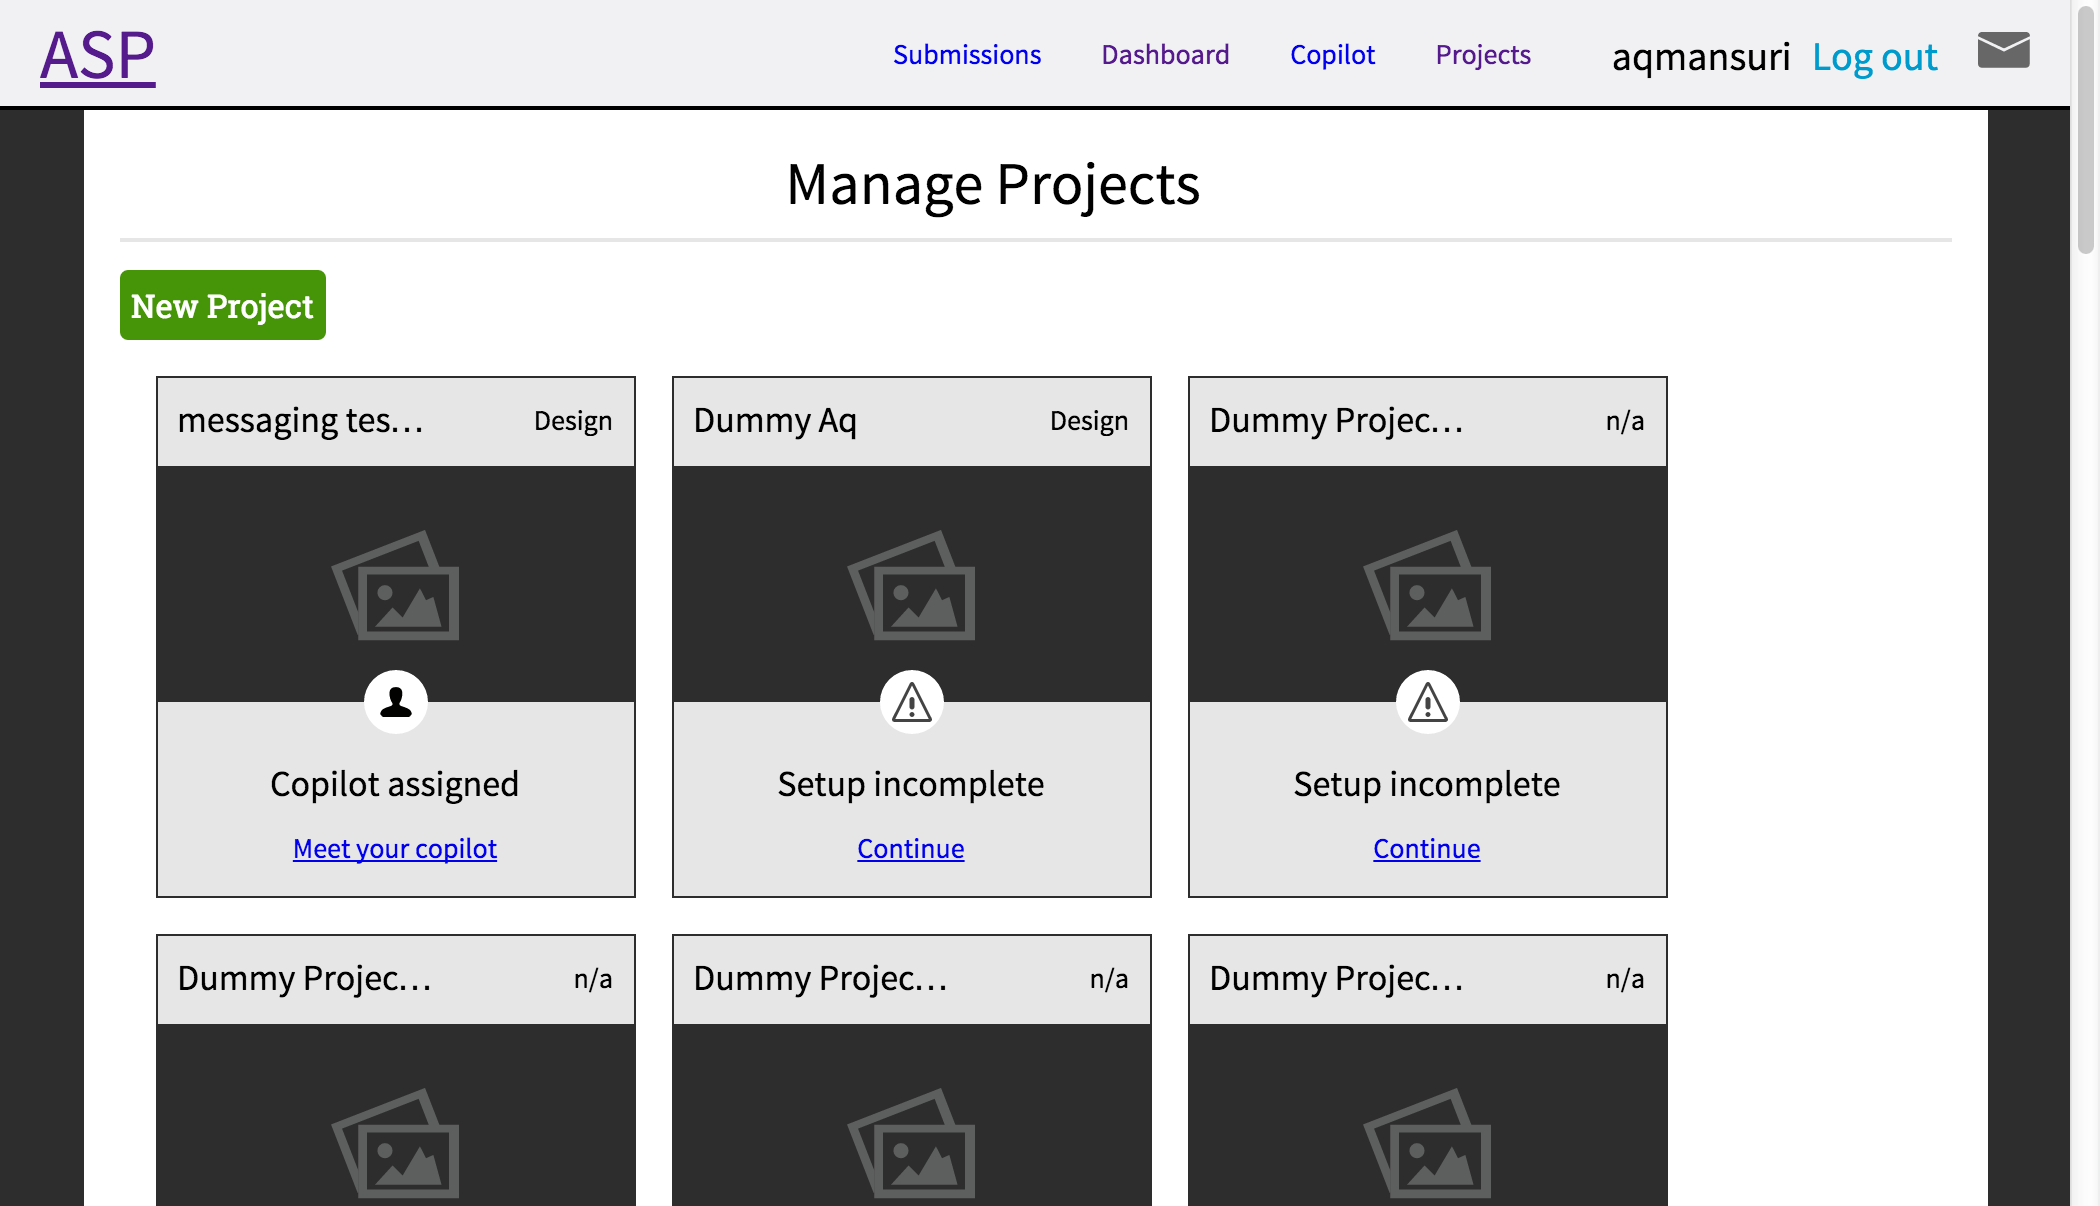 ASP
Submissions Dashboard Copilot Projects aqmansuri Log out
Manage Projects
New Project
messaging tes... Design
Dummy Aq Design
Dummy Projec... n/a
Copilot assigned
Meet your copilot
Setup incomplete
Continue
Setup incomplete
Continue
Dummy Projec... n/a
Dummy Projec... n/a
Dummy Projec... n/a